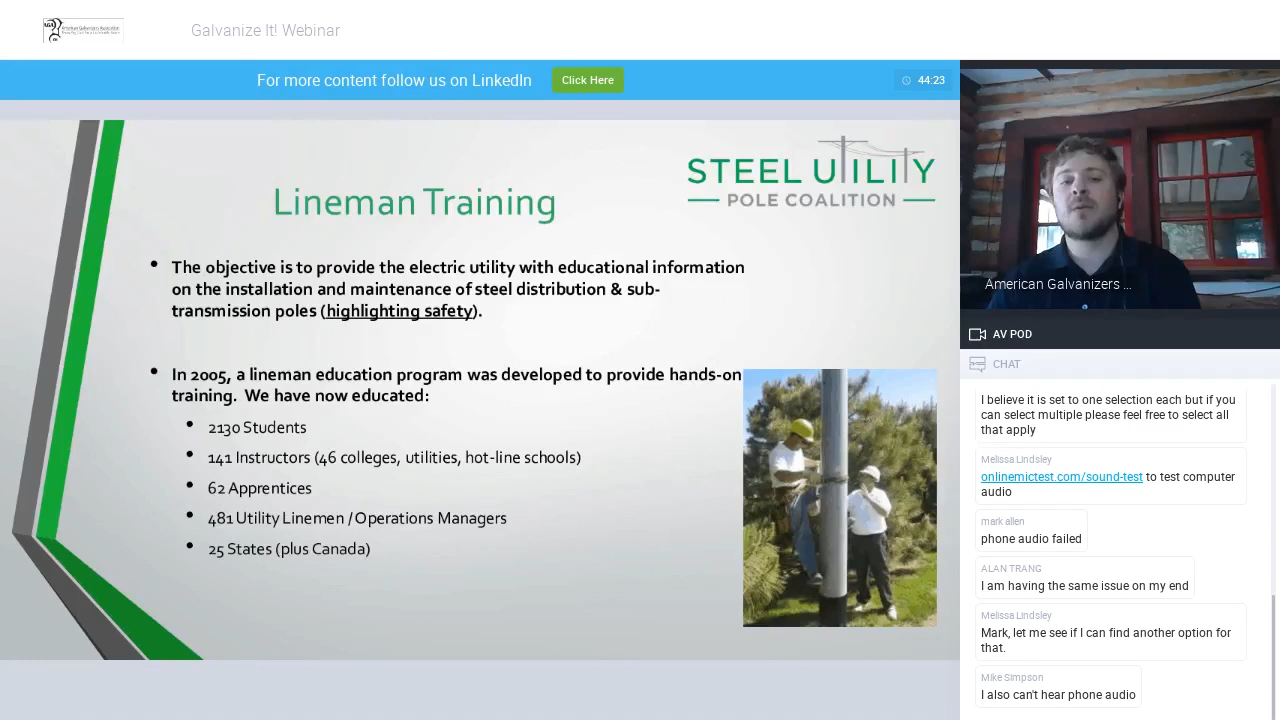 AGA
American Galvanizers Association
Galvanize It! Webinar
For more content follow us on LinkedIn
Click Here
44:23
STEEL UTILITY
POLE COALITION
Lineman Training
• The objective is to provide the electric utility with educational information
on the installation and maintenance of steel distribution & sub-
transmission poles (highlighting safety).
• In 2005, a lineman education program was developed to provide hands-on
training. We have now educated:
• 2130 Students
• 141 Instructors (46 colleges, utilities, hot-line schools)
• 62 Apprentices
• 481 Utility Linemen / Operations Managers
• 25 States (plus Canada)
American Galvanizers ...
AV POD
CHAT
I believe it is set to one selection each but if you
can select multiple please feel free to select all
that apply
Melissa Lindsley
onlinemictest.com/sound-test to test computer
audio
mark allen
phone audio failed
ALAN TRANG
I am having the same issue on my end
Melissa Lindsley
Mark, let me see if I can find another option for
that.
Mike Simpson
I also can't hear phone audio